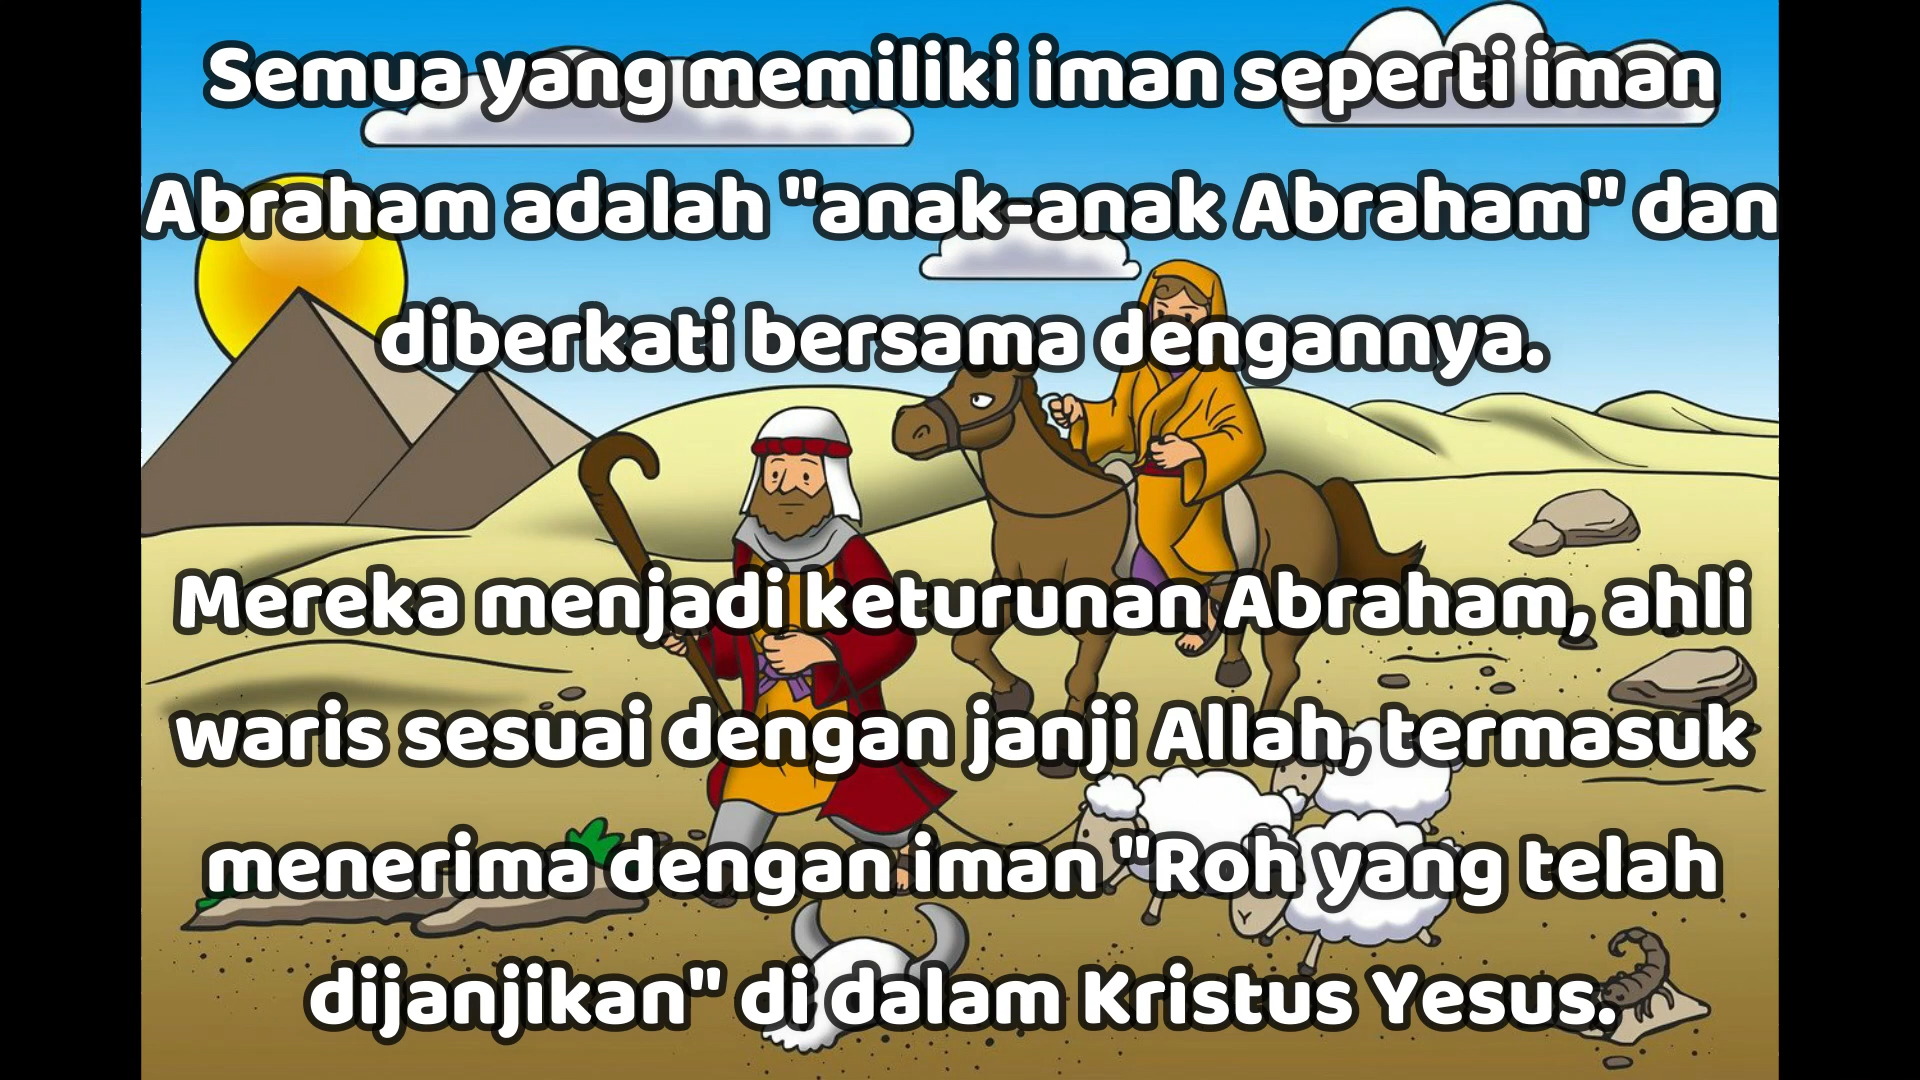 Semua yang memiliki iman seperti iman
Abraham adalah "anak-anak Abraham" dan
diberkati bersama dengannya.
Mereka menjadi keturunan Abraham, ahli
waris sesuai dengan janji Allah, termasuk
menerima dengan iman "Roh yang telah
dijanjikan" di dalam Kristus Yesus.